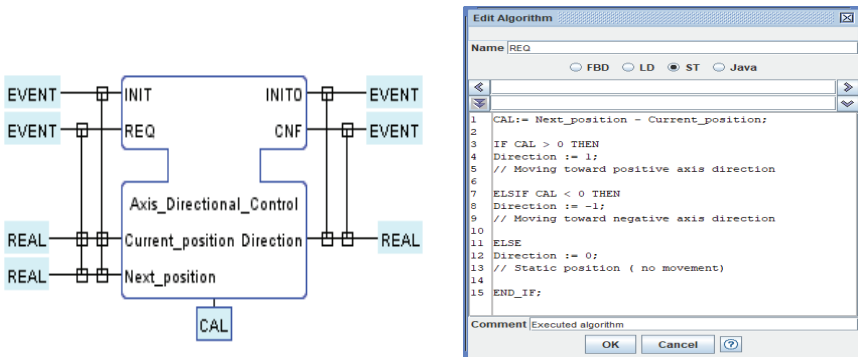 EVENT INIT INITO EVENT
EVENT REQ CNF EVENT
Axis_Directional_Control
REAL Current_position Direction REAL
REAL Next_position
CAL
Edit Algorithm
Name REQ
FBD LD ST Java
1 CAL:= Next_position - Current_position;
2
3 IF CAL > 0 THEN
4 Direction := 1;
5 // Moving toward positive axis direction
6
7 ELSIF CAL < 0 THEN
8 Direction := -1;
9 // Moving toward negative axis direction
10
11 ELSE
12 Direction := 0;
13 // Static position ( no movement)
14
15 END_IF;
Comment Executed algorithm
OK Cancel ?